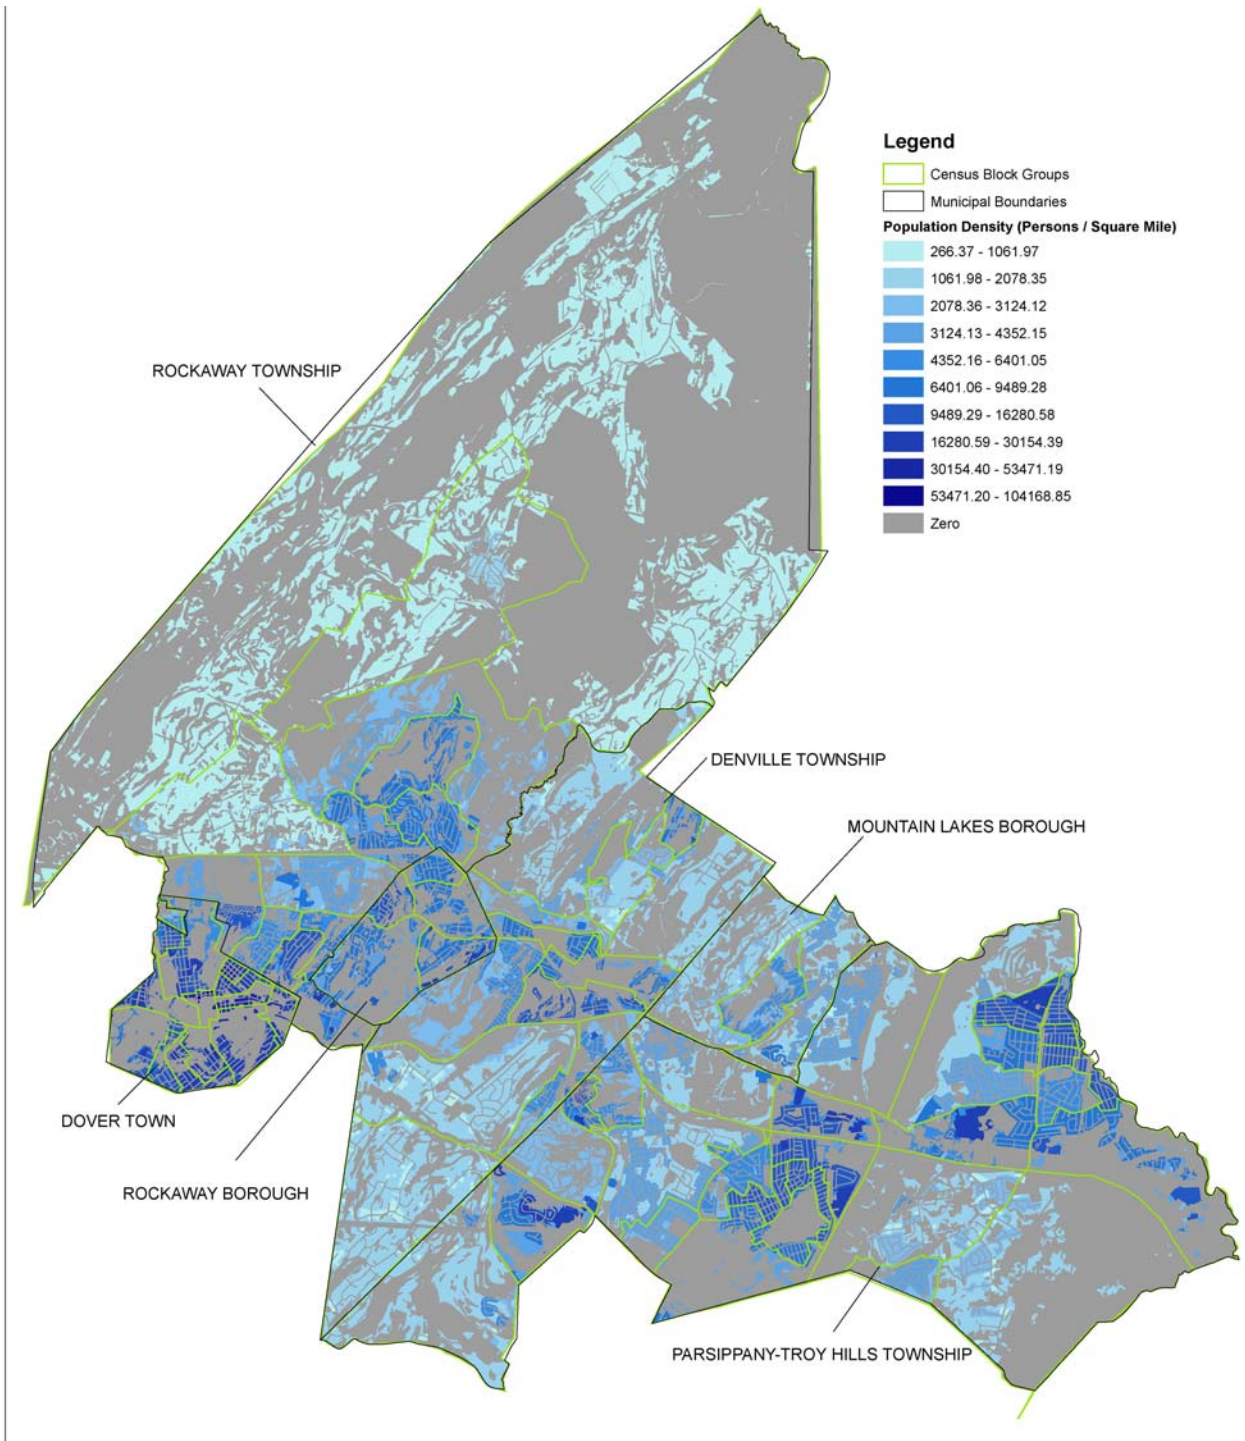 Legend
Census Block Groups
Municipal Boundaries
Population Density (Persons / Square Mile)
266.37 - 1061.97
1061.98 - 2078.35
2078.36 - 3124.12
3124.13 - 4352.15
4352.16 - 6401.05
6401.06 - 9489.28
9489.29 - 16280.58
16280.59 - 30154.39
30154.40 - 53471.19
53471.20 - 104168.85
Zero
ROCKAWAY TOWNSHIP
DENVILLE TOWNSHIP
MOUNTAIN LAKES BOROUGH
DOVER TOWN
ROCKAWAY BOROUGH
PARSIPPANY-TROY HILLS TOWNSHIP